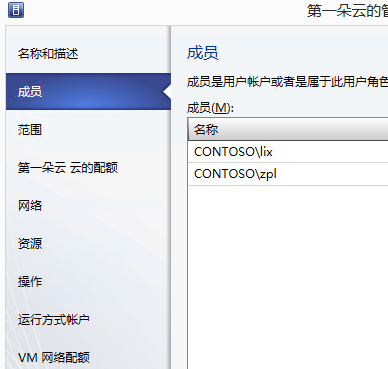 第一朵云的管
名称和描述
成员
范围
第一朵云 云的配额
网络
资源
操作
运行方式帐户
VM 网络配额
成员
成员是用户帐户或者是属于此用户角色
成员(M):
名称
CONTOSO\lix
CONTOSO\zpl